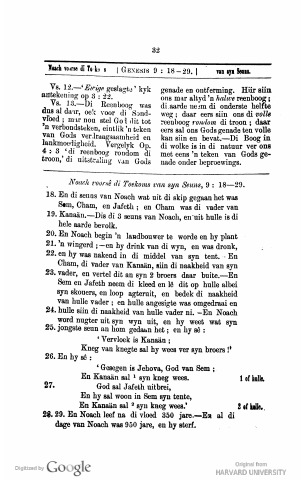 32
Noach voorsê di Toekoms | (GENESIS 9 : 18—29.) | van syn Seuns.
Vs. 12.—'Ewige geslagte' kyk
antekening op 3 : 22.
Vs. 13.—Di Reenboog was
dus al daar, oek voor di Sond-
vloed ; mar nou stel God dit tot
'n verbondsteken, eintlik 'n teken
van Gods verdraagsaamheid en
lankmoerligheid. Vergelyk Op.
4 : 3 'di reenboog rondom di
troon,' di uitstraling van Gods
genade en ontferming. Hür siin
ons mar altyd 'n halwe reenboog ;
di aarde neem di onderste helfte
weg ; daar eers siin ons di volle
reenboog rondom di troon ; daar
eers sal ons Gods genade ten volle
kan siin en bevat.—Di Boog in
di wolke is in di natuur ver ons
met eens 'n teken van Gods ge-
nade onder beproewings.
Noach voorsê di Toekoms van syn Seuns, 9 : 18—29.
18. En di seuns van Noach wat uit di skip gegaan het was
Sem, Cham, en Jafeth ; en Cham was di vader van
19. Kanaän.—Dis di 3 seuns van Noach, en uit hulle is di
hele aarde bevolk.
20. En Noach begin 'n landbouwer te worde en hy plant
21. 'n wingerd ;—en hy drink van di wyn, en was dronk,
22. en hy was nakend in di middel van syn tent. - En
Cham, di vader van Kanaän, siin di naakheid van syn
23. vader, en vertel dit an syn 2 broers daar buite.—En
Sem en Jafeth neem di kleed en lê dit op hulle albei
syn skouers, en loop agteruit, en bedek di naakheid
van hulle vader ; en hulle angesigte was omgedraai en
24. hulle siin di naakheid van hulle vader ni. —En Noach
word nugter uit syn wyn uit, en hy weet wat syn
25. jongste seun an hom gedaan het ; en hy sê :
'Vervloek is Kanaän ;
Kneg van knegte sal hy wees ver syn broers !'
26. En hy sê :
'Gesegen is Jehova, God van Sem ;
En Kanaän sal ¹ syn kneg wees. 1 of hulle.
27. God sal Jafeth uitbrei,
En hy sal woon in Sem syn tente,
En Kanaän sal ² syn kneg wees.' 2 of hulle.
28. 29. En Noach leef na di vloed 350 jare.—En al di
dage van Noach was 950 jare, en hy sterf.
Digitized by Google
Original from
HARVARD UNIVERSITY